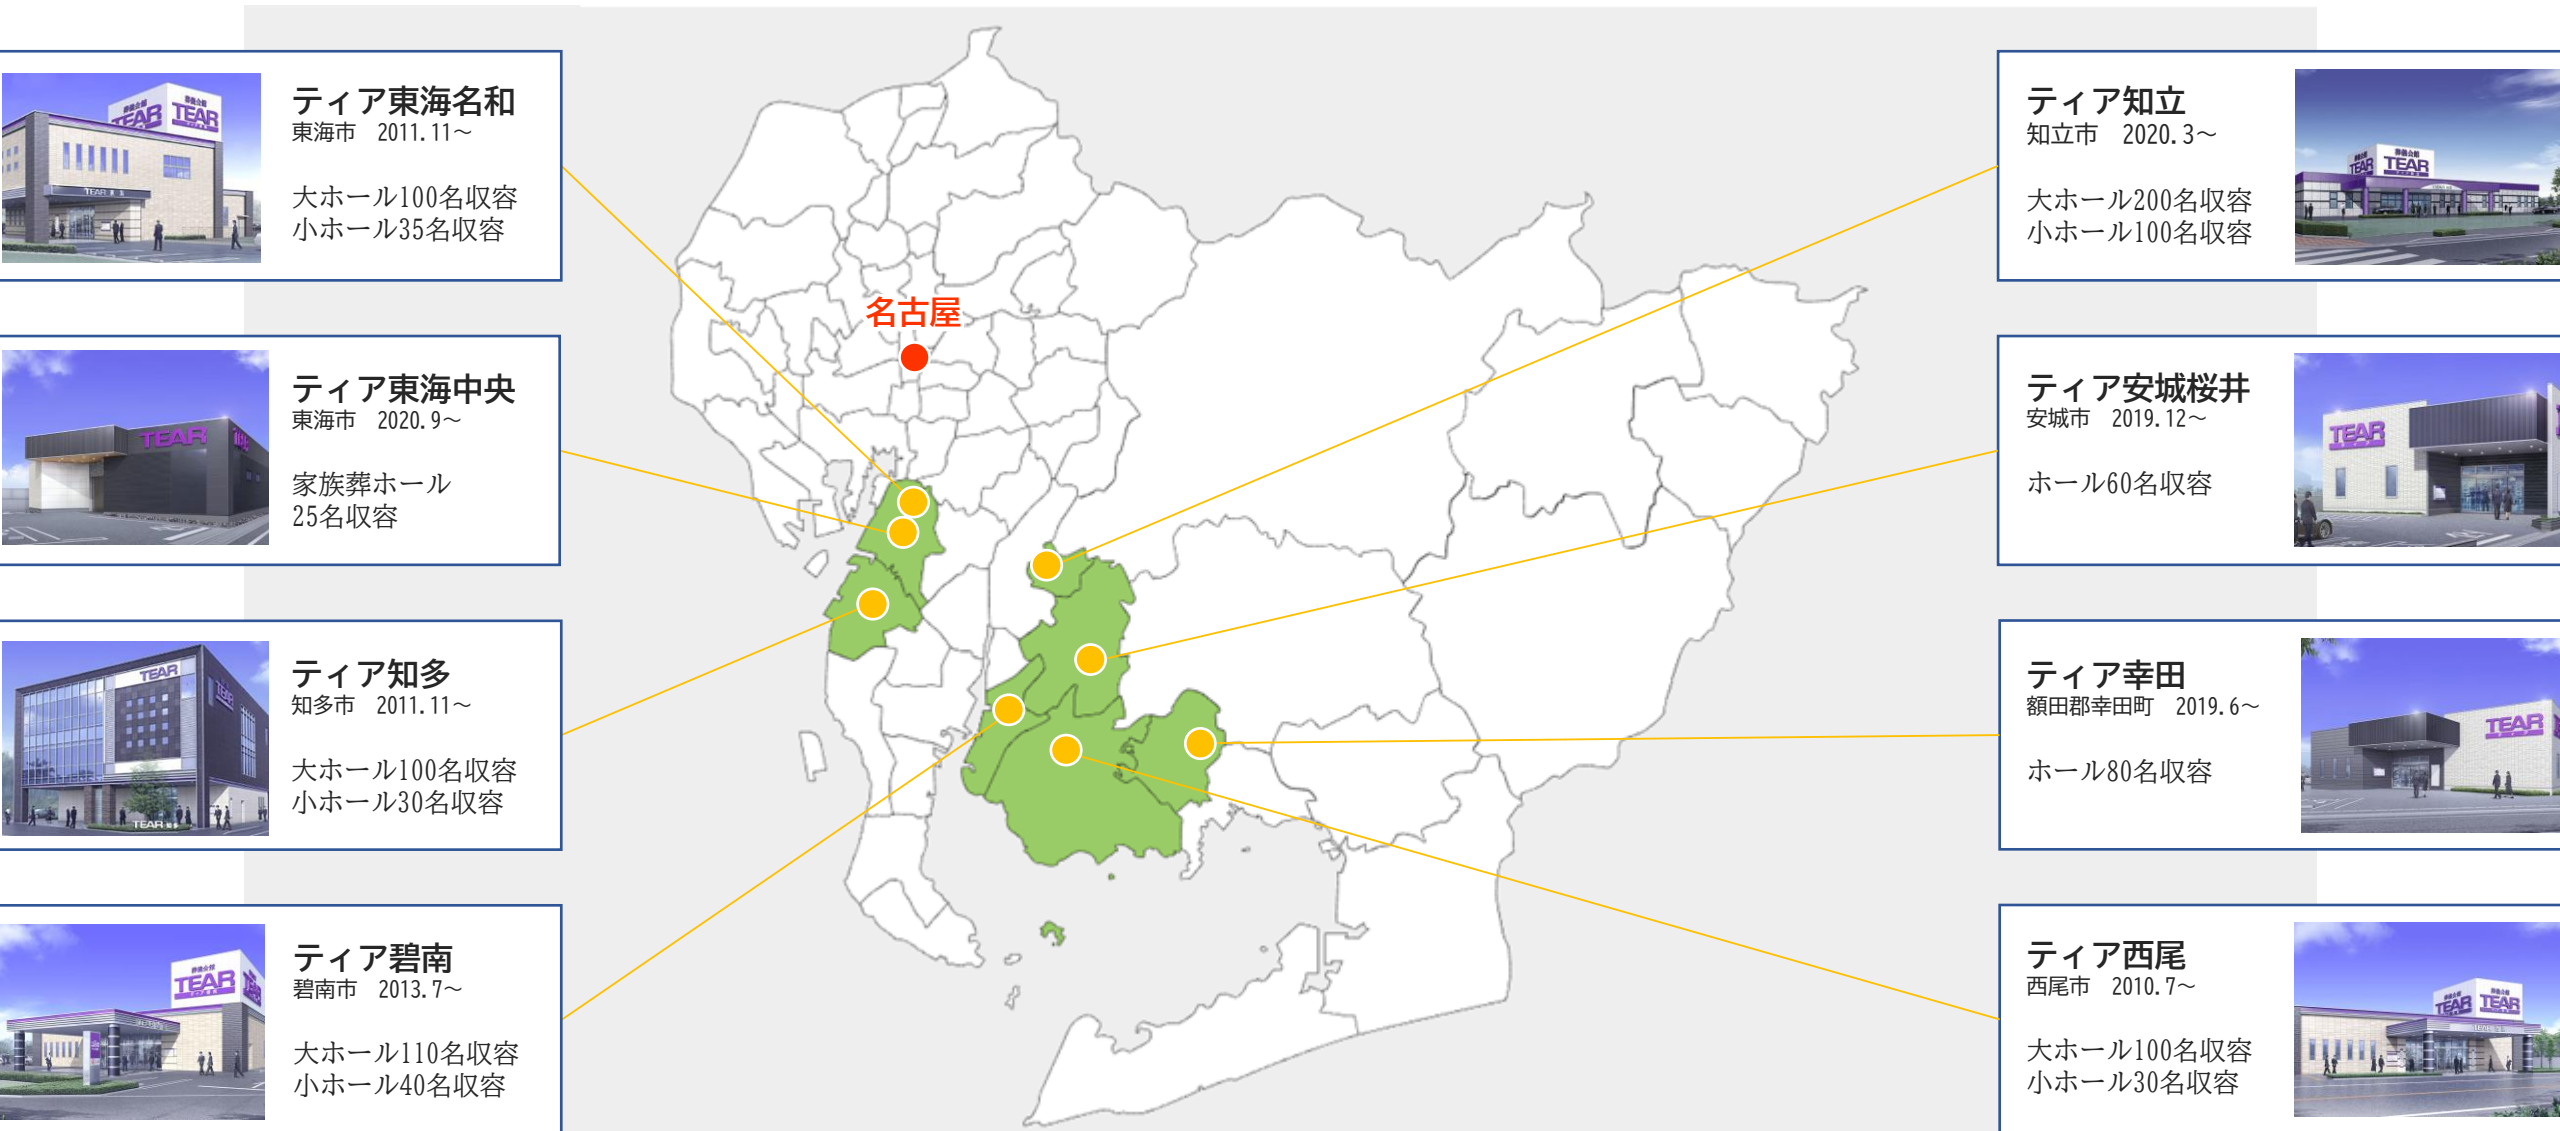 ティア東海名和
東海市　2011.11～
大ホール100名収容
小ホール35名収容
ティア東海中央
東海市　2020.9～
家族葬ホール
25名収容
ティア知多
知多市　2011.11～
大ホール100名収容
小ホール30名収容
ティア碧南
碧南市　2013.7～
大ホール110名収容
小ホール40名収容
名古屋
ティア知立
知立市　2020.3～
大ホール200名収容
小ホール100名収容
ティア安城桜井
安城市　2019.12～
ホール60名収容
ティア幸田
額田郡幸田町　2019.6～
ホール80名収容
ティア西尾
西尾市　2010.7～
大ホール100名収容
小ホール30名収容
TEAR
TEAR
TEAR
TEAR
TEAR
TEAR
TEAR
TEAR
TEAR
TEAR
TEAR
TEAR